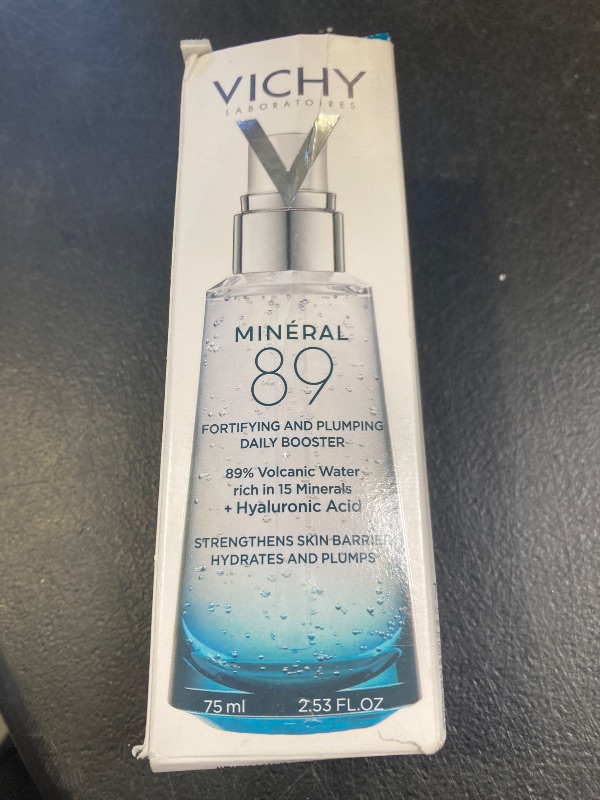 VICHY
LABORATOIRES
MINÉRAL
89
FORTIFYING AND PLUMPING
DAILY BOOSTER
89% Volcanic Water
rich in 15 Minerals
+ Hyaluronic Acid
STRENGTHENS SKIN BARRIER
HYDRATES AND PLUMPS
75 ml 2.53 FL.OZ